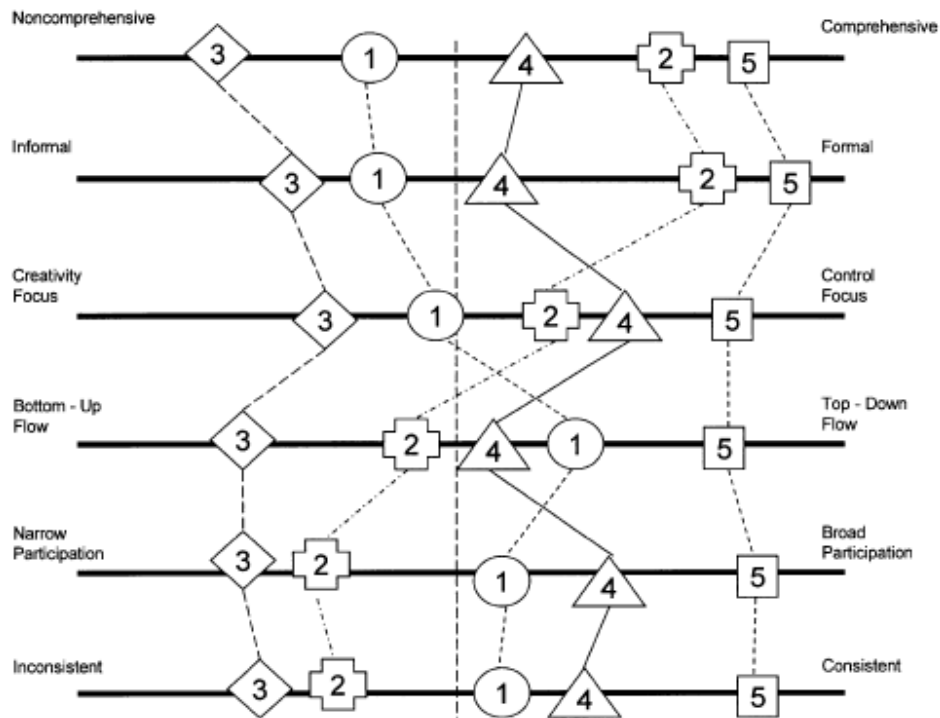 Noncomprehensive
Comprehensive
3 1 4 2 5
Informal
Formal
3 1 4 2 5
Creativity
Focus
Control
Focus
3 1 2 4 5
Bottom - Up
Flow
Top - Down
Flow
3 2 4 1 5
Narrow
Participation
Broad
Participation
3 2 1 4 5
Inconsistent
Consistent
3 2 1 4 5